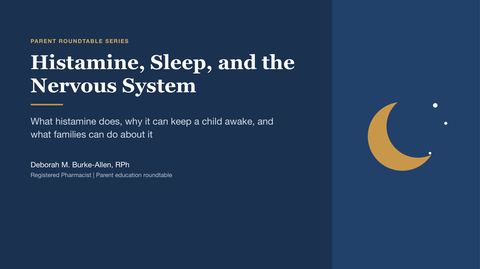 PARENT ROUNDTABLE SERIES
Histamine, Sleep, and the
Nervous System
What histamine does, why it can keep a child awake, and
what families can do about it
Deborah M. Burke-Allen, RPh
Registered Pharmacist | Parent education roundtable